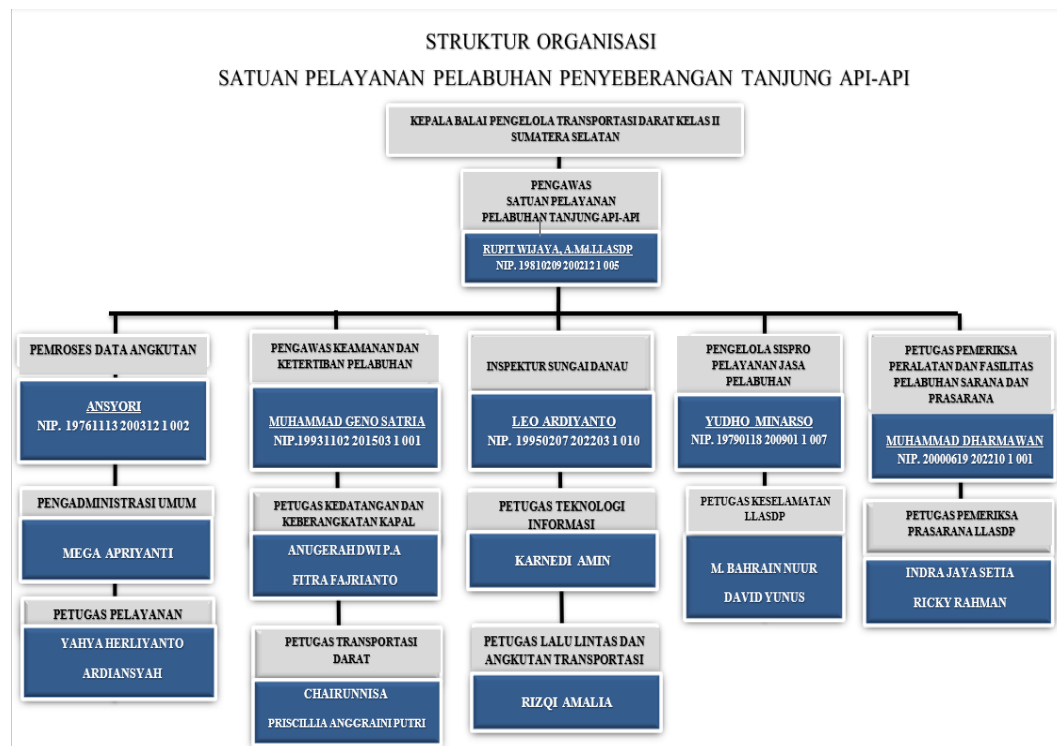 STRUKTUR ORGANISASI
SATUAN PELAYANAN PELABUHAN PENYEBERANGAN TANJUNG API-API
KEPALA BALAI PENGELOLA TRANSPORTASI DARAT KELAS II
SUMATERA SELATAN
PENGAWAS
SATUAN PELAYANAN
PELABUHAN TANJUNG API-API
RUPIT WIJAYA, A.Md.LLASDP
NIP. 19810209 200212 1 005
PEMROSES DATA ANGKUTAN
ANSYORI
NIP. 19761113 200312 1 002
PENGADMINISTRASI UMUM
MEGA APRIYANTI
PETUGAS PELAYANAN
YAHYA HERLIYANTO
ARDIANSYAH
PENGAWAS KEAMANAN DAN
KETERTIBAN PELABUHAN
MUHAMMAD GENO SATRIA
NIP.19931102 201503 1 001
PETUGAS KEDATANGAN DAN
KEBERANGKATAN KAPAL
ANUGERAH DWI P.A
FITRA FAJRIANTO
PETUGAS TRANSPORTASI
DARAT
CHAIRUNNISA
PRISCILLIA ANGGRAINI PUTRI
INSPEKTUR SUNGAI DANAU
LEO ARDIYANTO
NIP. 19950207 202203 1 010
PETUGAS TEKNOLOGI
INFORMASI
KARNEDI AMIN
PETUGAS LALU LINTAS DAN
ANGKUTAN TRANSPORTASI
RIZQI AMALIA
PENGELOLA SISPRO
PELAYANAN JASA
PELABUHAN
YUDHO MINARSO
NIP. 19790118 200901 1 007
PETUGAS KESELAMATAN
LLASDP
M. BAHRAIN NUUR
DAVID YUNUS
PETUGAS PEMERIKSA
PERALATAN DAN FASILITAS
PELABUHAN SARANA DAN
PRASARANA
MUHAMMAD DHARMAWAN
NIP. 20000619 202210 1 001
PETUGAS PEMERIKSA
PRASARANA LLASDP
INDRA JAYA SETIA
RICKY RAHMAN